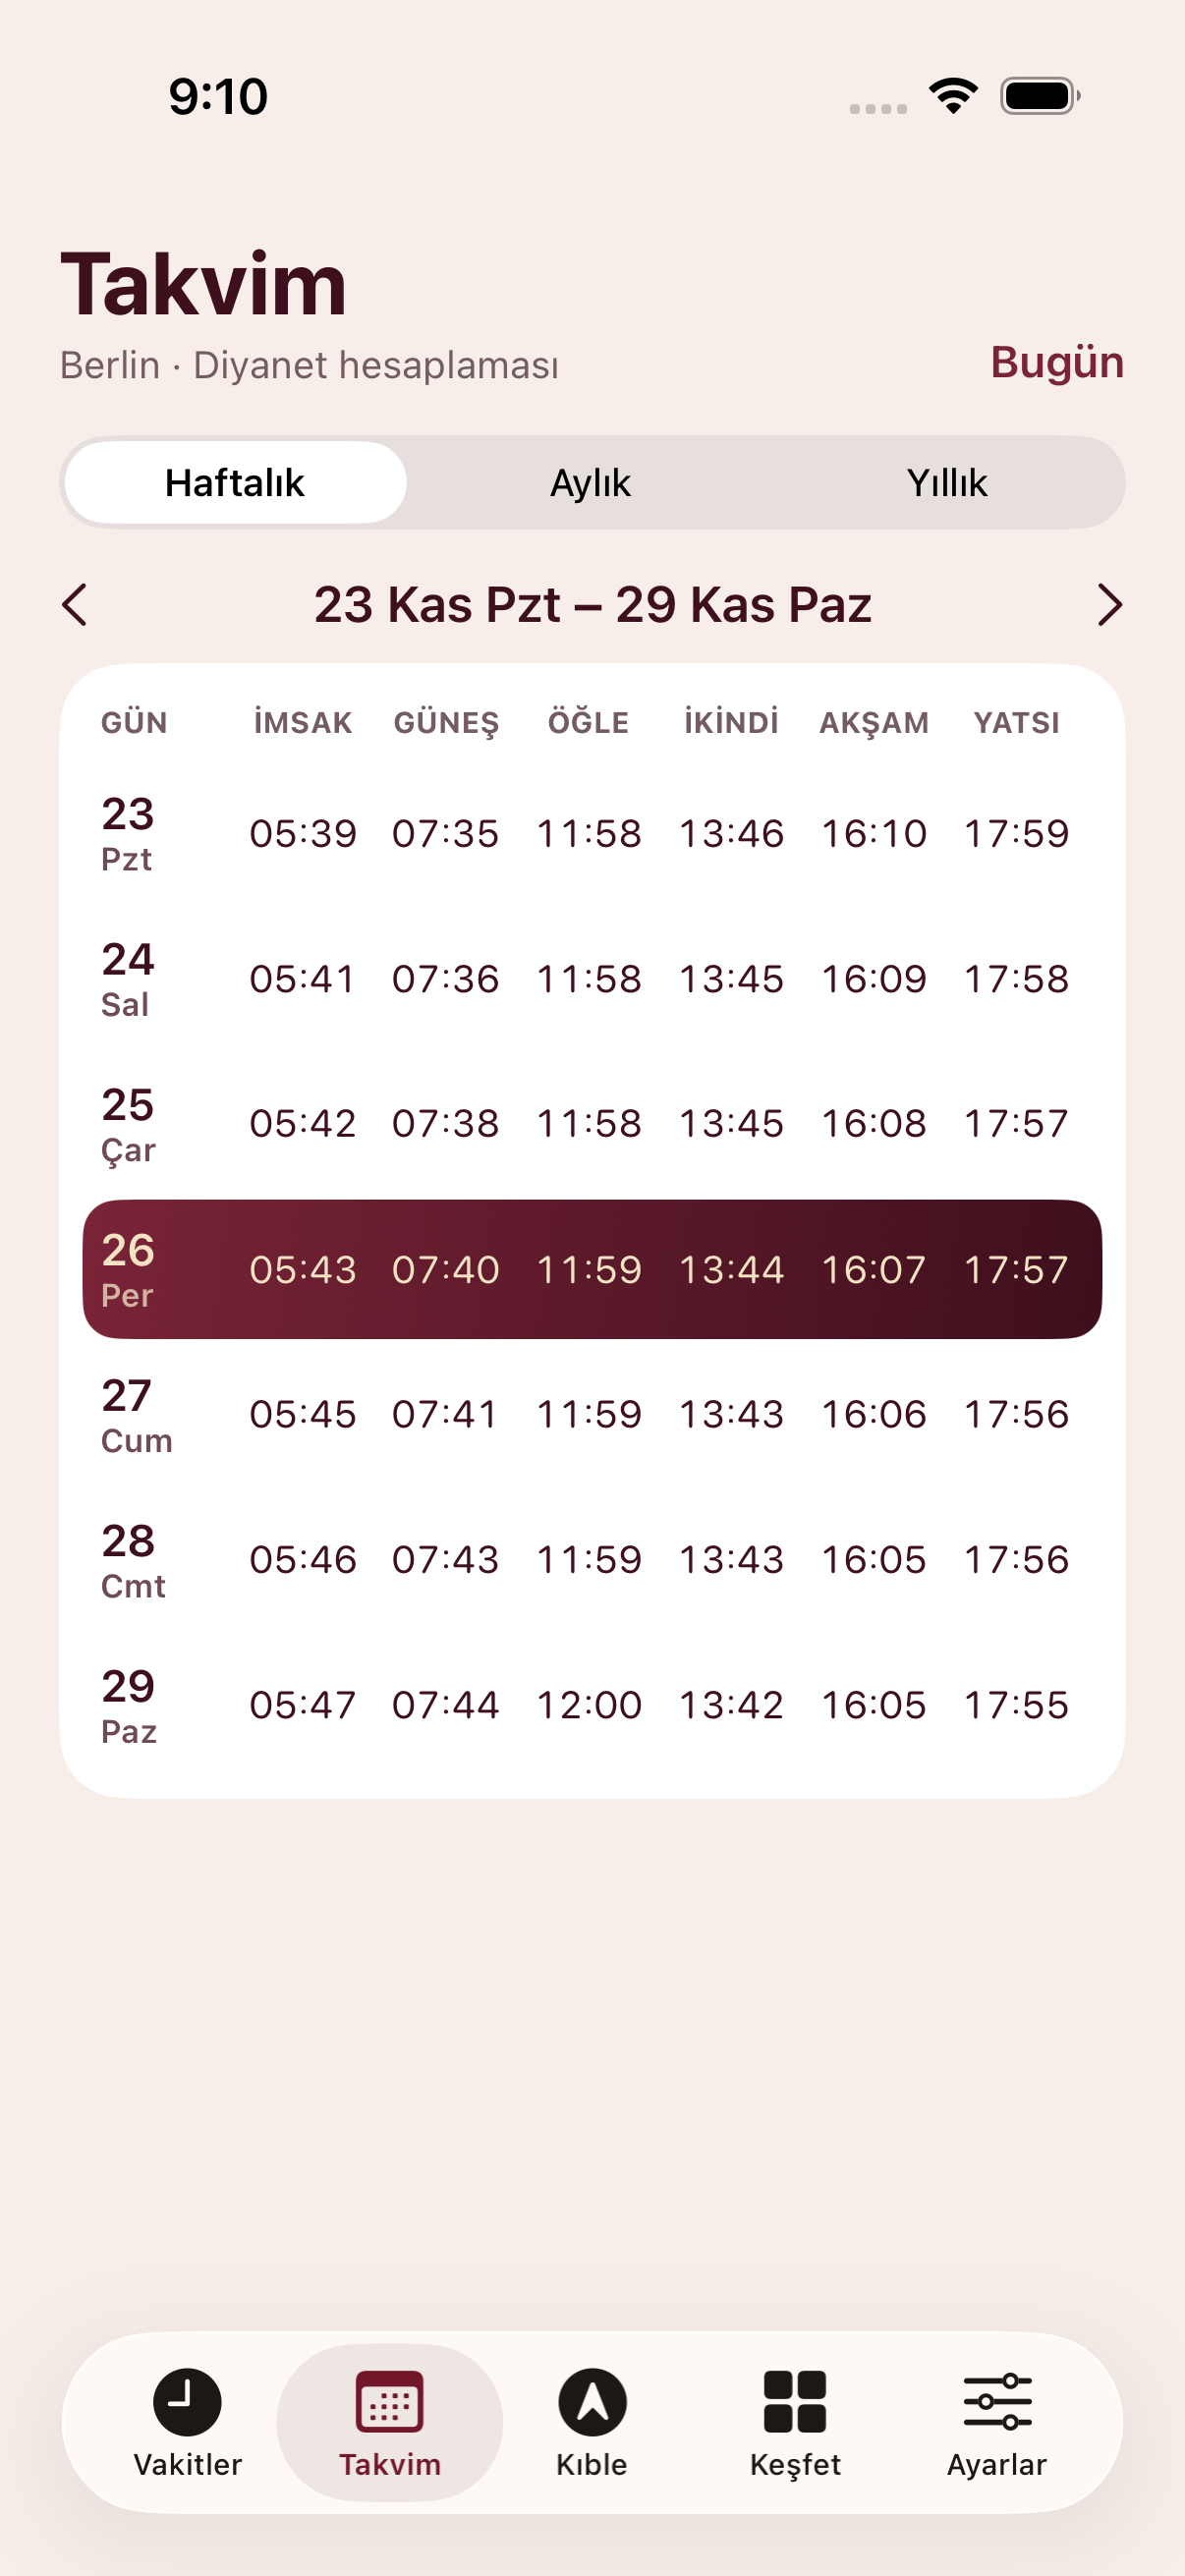 9:10
Takvim
Berlin · Diyanet hesaplaması
Bugün
Haftalık Aylık Yıllık
23 Kas Pzt – 29 Kas Paz
GÜN İMSAK GÜNEŞ ÖĞLE İKİNDİ AKŞAM YATSI
23 05:39 07:35 11:58 13:46 16:10 17:59
Pzt
24 05:41 07:36 11:58 13:45 16:09 17:58
Sal
25 05:42 07:38 11:58 13:45 16:08 17:57
Çar
26 05:43 07:40 11:59 13:44 16:07 17:57
Per
27 05:45 07:41 11:59 13:43 16:06 17:56
Cum
28 05:46 07:43 11:59 13:43 16:05 17:56
Cmt
29 05:47 07:44 12:00 13:42 16:05 17:55
Paz
Vakitler Takvim Kıble Keşfet Ayarlar